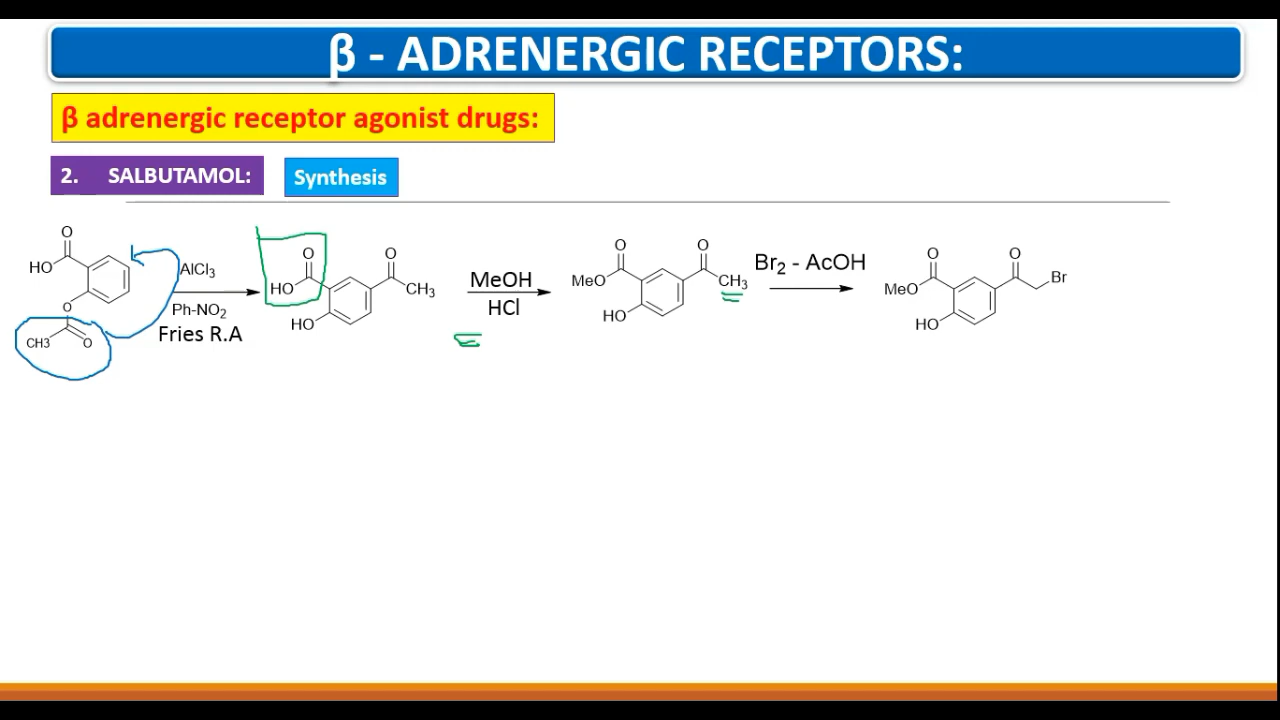 β - ADRENERGIC RECEPTORS:
β adrenergic receptor agonist drugs:
2. SALBUTAMOL:
Synthesis
O
HO
O
CH3
O
AlCl3
Ph-NO2
Fries R.A
O
HO
HO
O
CH3
MeOH
HCl
O
MeO
HO
O
CH3
Br2 - AcOH
O
MeO
HO
O
Br